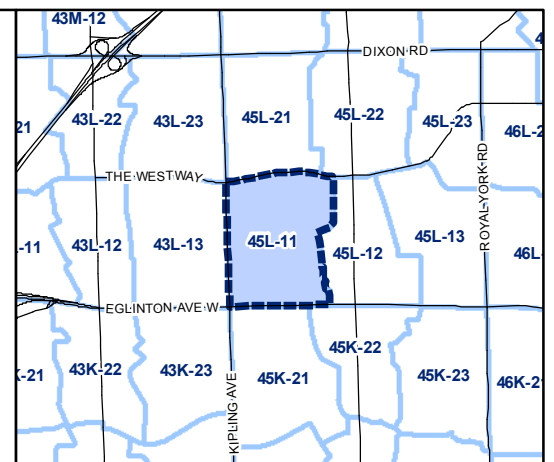 43M-12
DIXON RD
4
21
43L-22
43L-23
45L-21
45L-22
45L-23
46L-2
ROYAL YORK RD
THE WESTWAY
-11
43L-12
43L-13
45L-11
45L-12
45L-13
46L-
EGLINTON AVE W
45K-22
K-21
43K-22
43K-23
45K-21
45K-23
46K-2
KIPLING AVE